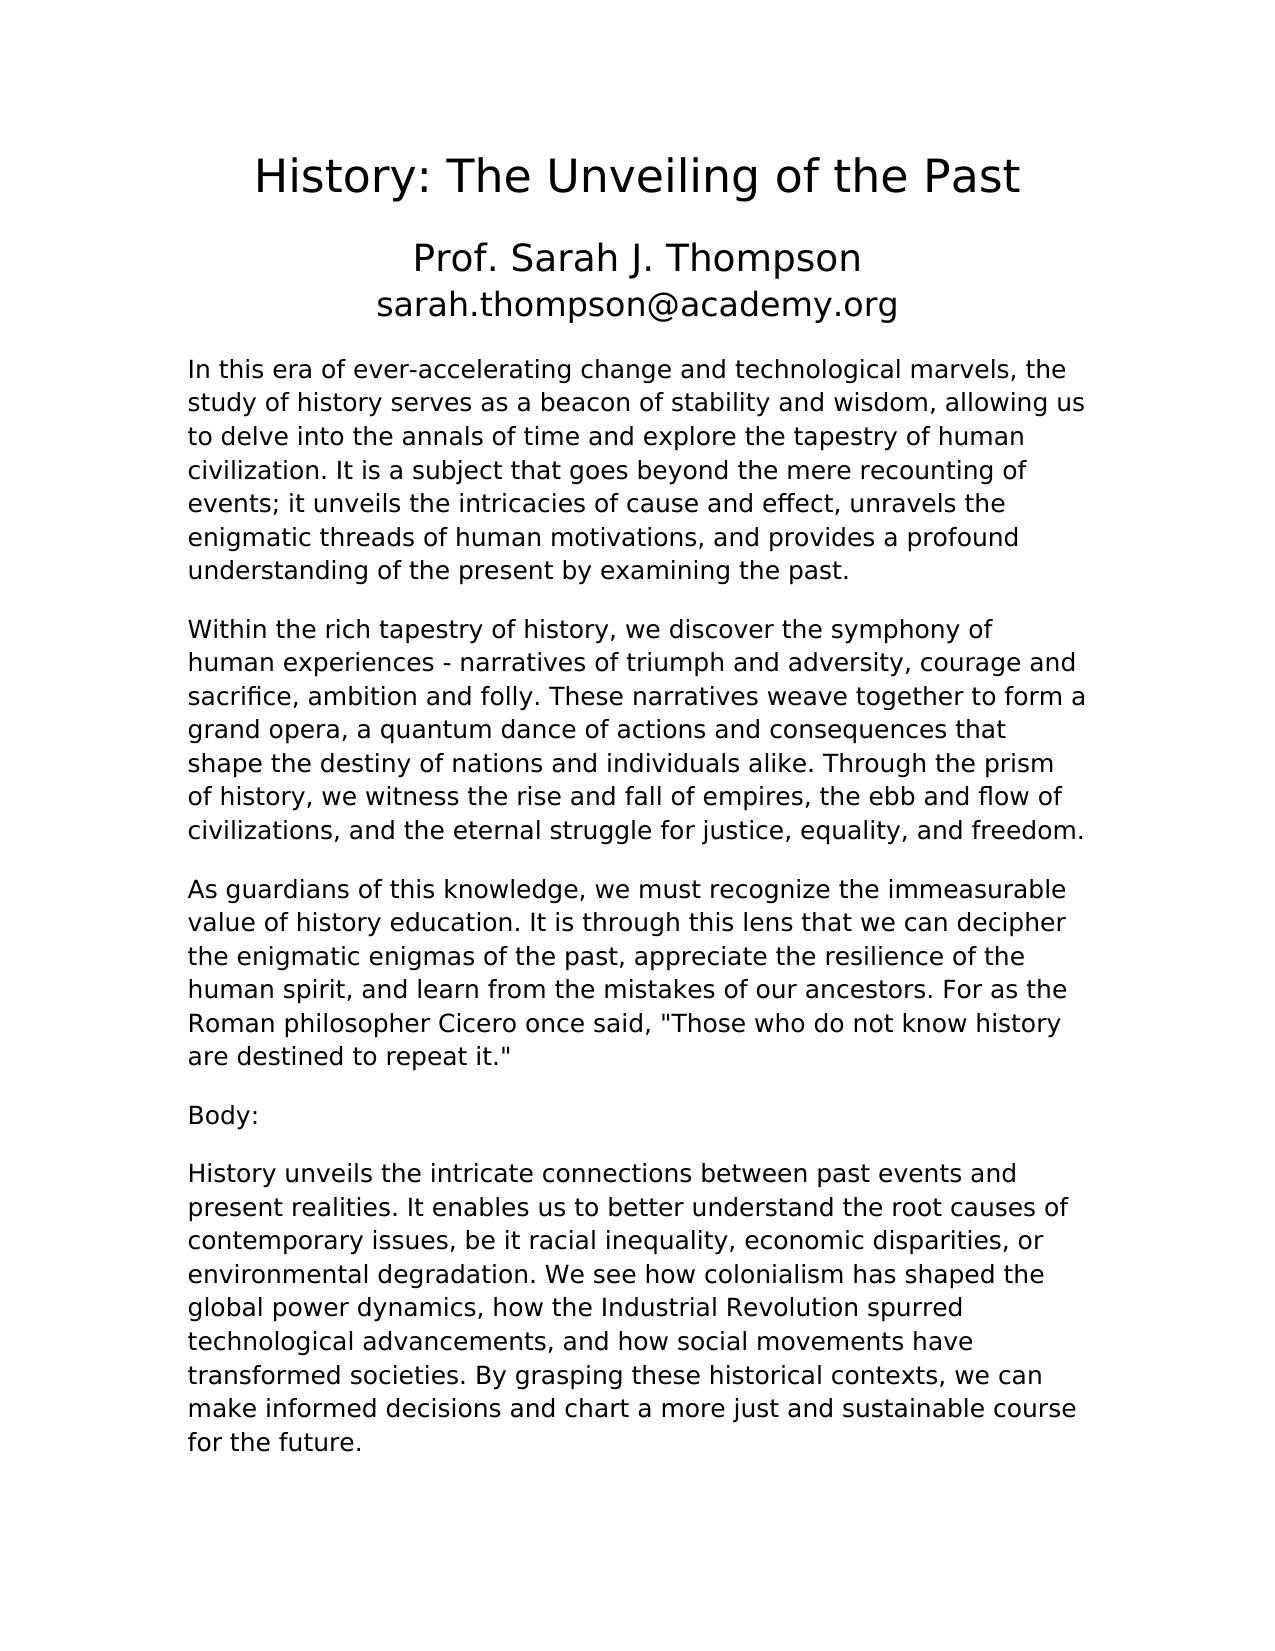 History: The Unveiling of the Past
Prof. Sarah J. Thompson
sarah.thompson@academy.org
In this era of ever-accelerating change and technological marvels, the
study of history serves as a beacon of stability and wisdom, allowing us
to delve into the annals of time and explore the tapestry of human
civilization. It is a subject that goes beyond the mere recounting of
events; it unveils the intricacies of cause and effect, unravels the
enigmatic threads of human motivations, and provides a profound
understanding of the present by examining the past.
Within the rich tapestry of history, we discover the symphony of
human experiences - narratives of triumph and adversity, courage and
sacrifice, ambition and folly. These narratives weave together to form a
grand opera, a quantum dance of actions and consequences that
shape the destiny of nations and individuals alike. Through the prism
of history, we witness the rise and fall of empires, the ebb and flow of
civilizations, and the eternal struggle for justice, equality, and freedom.
As guardians of this knowledge, we must recognize the immeasurable
value of history education. It is through this lens that we can decipher
the enigmatic enigmas of the past, appreciate the resilience of the
human spirit, and learn from the mistakes of our ancestors. For as the
Roman philosopher Cicero once said, "Those who do not know history
are destined to repeat it."
Body:
History unveils the intricate connections between past events and
present realities. It enables us to better understand the root causes of
contemporary issues, be it racial inequality, economic disparities, or
environmental degradation. We see how colonialism has shaped the
global power dynamics, how the Industrial Revolution spurred
technological advancements, and how social movements have
transformed societies. By grasping these historical contexts, we can
make informed decisions and chart a more just and sustainable course
for the future.